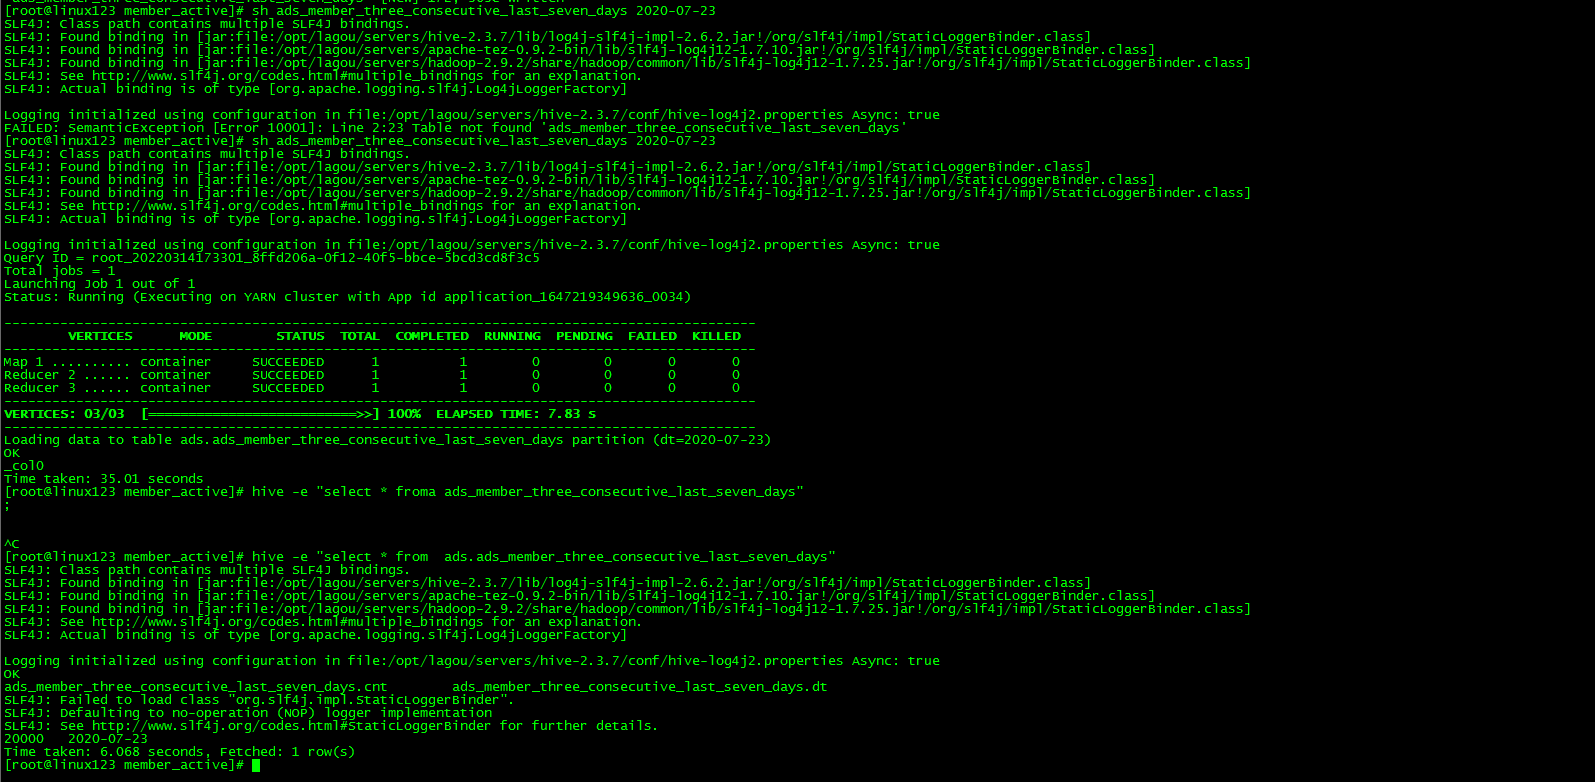 [root@linux123 member_active]# sh ads_member_three_consecutive_last_seven_days 2020-07-23
SLF4J: Class path contains multiple SLF4J bindings.
SLF4J: Found binding in [jar:file:/opt/lagou/servers/hive-2.3.7/lib/log4j-slf4j-impl-2.6.2.jar!/org/slf4j/impl/StaticLoggerBinder.class]
SLF4J: Found binding in [jar:file:/opt/lagou/servers/apache-tez-0.9.2-bin/lib/slf4j-log4j12-1.7.10.jar!/org/slf4j/impl/StaticLoggerBinder.class]
SLF4J: Found binding in [jar:file:/opt/lagou/servers/hadoop-2.9.2/share/hadoop/common/lib/slf4j-log4j12-1.7.25.jar!/org/slf4j/impl/StaticLoggerBinder.class]
SLF4J: See http://www.slf4j.org/codes.html#multiple_bindings for an explanation.
SLF4J: Actual binding is of type [org.apache.logging.slf4j.Log4jLoggerFactory]
Logging initialized using configuration in file:/opt/lagou/servers/hive-2.3.7/conf/hive-log4j2.properties Async: true
FAILED: SemanticException [Error 10001]: Line 2:23 Table not found 'ads_member_three_consecutive_last_seven_days'
[root@linux123 member_active]# sh ads_member_three_consecutive_last_seven_days 2020-07-23
SLF4J: Class path contains multiple SLF4J bindings.
SLF4J: Found binding in [jar:file:/opt/lagou/servers/hive-2.3.7/lib/log4j-slf4j-impl-2.6.2.jar!/org/slf4j/impl/StaticLoggerBinder.class]
SLF4J: Found binding in [jar:file:/opt/lagou/servers/apache-tez-0.9.2-bin/lib/slf4j-log4j12-1.7.10.jar!/org/slf4j/impl/StaticLoggerBinder.class]
SLF4J: Found binding in [jar:file:/opt/lagou/servers/hadoop-2.9.2/share/hadoop/common/lib/slf4j-log4j12-1.7.25.jar!/org/slf4j/impl/StaticLoggerBinder.class]
SLF4J: See http://www.slf4j.org/codes.html#multiple_bindings for an explanation.
SLF4J: Actual binding is of type [org.apache.logging.slf4j.Log4jLoggerFactory]
Logging initialized using configuration in file:/opt/lagou/servers/hive-2.3.7/conf/hive-log4j2.properties Async: true
Query ID = root_20220314173301_8ffd206a-0f12-40f5-bbce-5bcd3cd8f3c5
Total jobs = 1
Launching Job 1 out of 1
Status: Running (Executing on YARN cluster with App id application_1647219349636_0034)
----------------------------------------------------------------------------------------------
VERTICES MODE STATUS TOTAL COMPLETED RUNNING PENDING FAILED KILLED
----------------------------------------------------------------------------------------------
Map 1 .......... container SUCCEEDED 1 1 0 0 0 0
Reducer 2 ...... container SUCCEEDED 1 1 0 0 0 0
Reducer 3 ...... container SUCCEEDED 1 1 0 0 0 0
----------------------------------------------------------------------------------------------
VERTICES: 03/03 [==========================>>] 100% ELAPSED TIME: 7.83 s
----------------------------------------------------------------------------------------------
Loading data to table ads.ads_member_three_consecutive_last_seven_days partition (dt=2020-07-23)
OK
_col0
Time taken: 35.01 seconds
[root@linux123 member_active]# hive -e "select * froma ads_member_three_consecutive_last_seven_days"
;
^C
[root@linux123 member_active]# hive -e "select * from  ads.ads_member_three_consecutive_last_seven_days"
SLF4J: Class path contains multiple SLF4J bindings.
SLF4J: Found binding in [jar:file:/opt/lagou/servers/hive-2.3.7/lib/log4j-slf4j-impl-2.6.2.jar!/org/slf4j/impl/StaticLoggerBinder.class]
SLF4J: Found binding in [jar:file:/opt/lagou/servers/apache-tez-0.9.2-bin/lib/slf4j-log4j12-1.7.10.jar!/org/slf4j/impl/StaticLoggerBinder.class]
SLF4J: Found binding in [jar:file:/opt/lagou/servers/hadoop-2.9.2/share/hadoop/common/lib/slf4j-log4j12-1.7.25.jar!/org/slf4j/impl/StaticLoggerBinder.class]
SLF4J: See http://www.slf4j.org/codes.html#multiple_bindings for an explanation.
SLF4J: Actual binding is of type [org.apache.logging.slf4j.Log4jLoggerFactory]
Logging initialized using configuration in file:/opt/lagou/servers/hive-2.3.7/conf/hive-log4j2.properties Async: true
OK
ads_member_three_consecutive_last_seven_days.cnt ads_member_three_consecutive_last_seven_days.dt
SLF4J: Failed to load class "org.slf4j.impl.StaticLoggerBinder".
SLF4J: Defaulting to no-operation (NOP) logger implementation
SLF4J: See http://www.slf4j.org/codes.html#StaticLoggerBinder for further details.
20000 2020-07-23
Time taken: 6.068 seconds, Fetched: 1 row(s)
[root@linux123 member_active]#